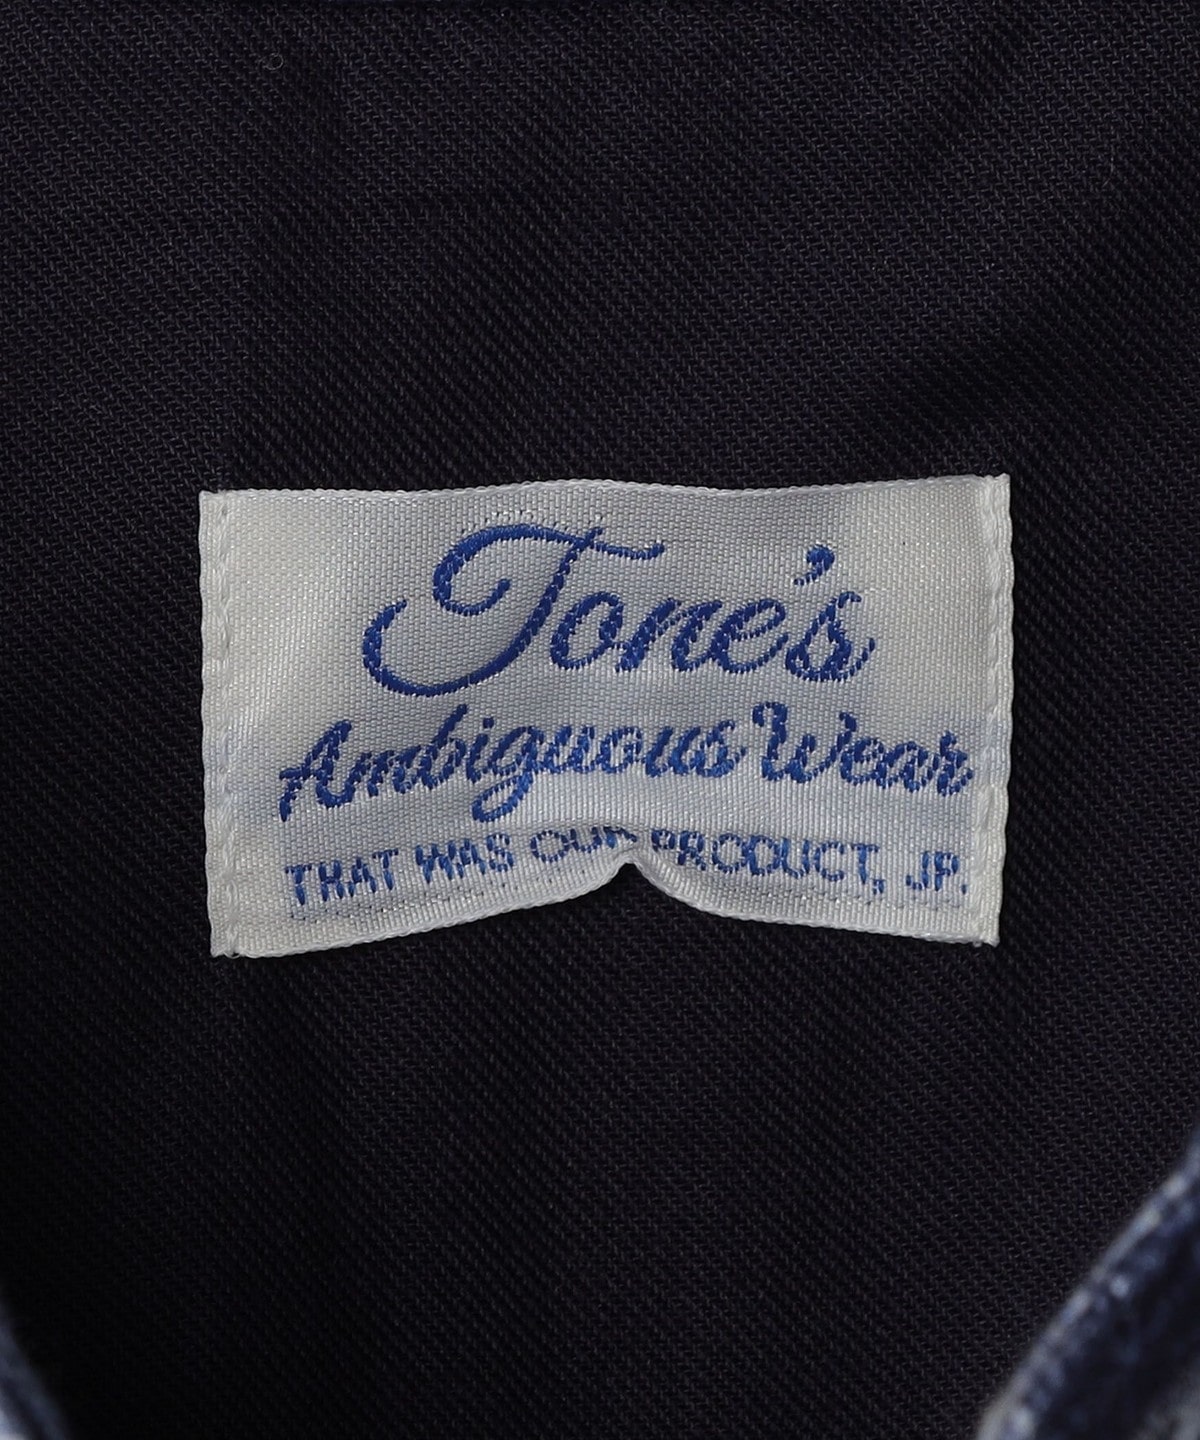 Tone's
Ambiguous Wear
THAT WAS OUR PRODUCT, JP.